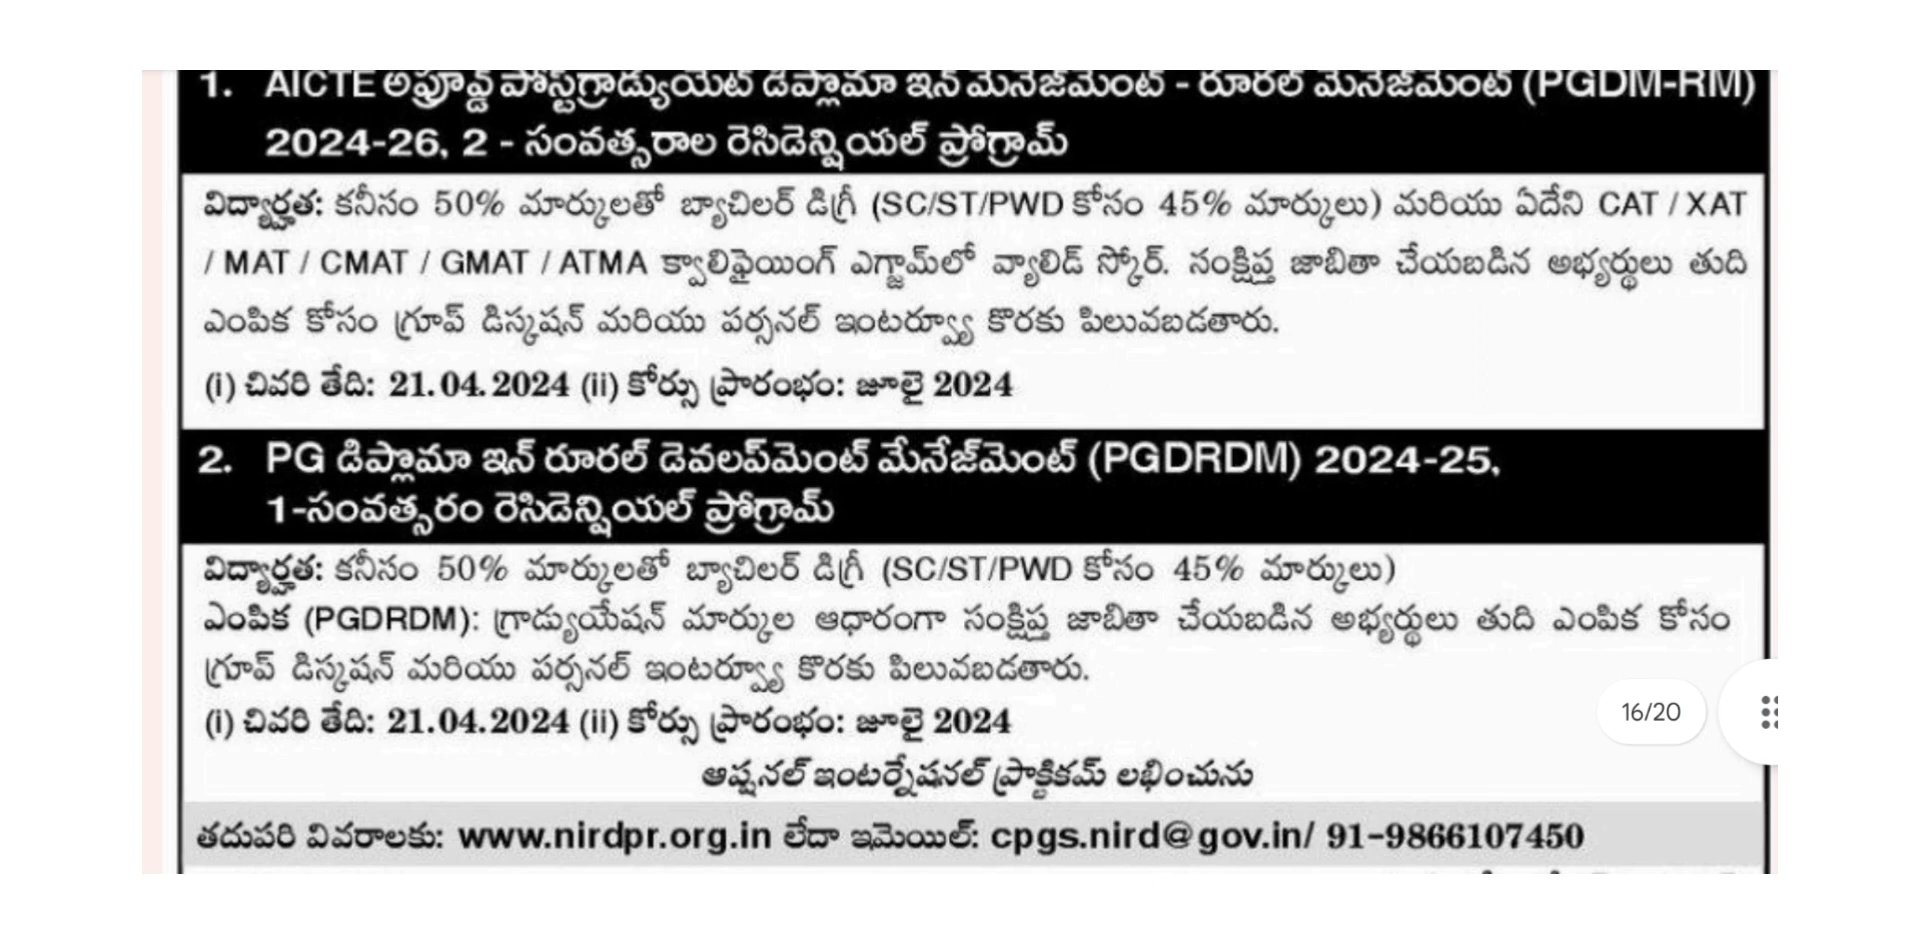 1. AICTE అప్రూవ్డ్ పోస్ట్‌గ్రాడ్యుయేట్ డిప్లొమా ఇన్ మేనేజ్‌మెంట్ - రూరల్ మేనేజ్‌మెంట్ (PGDM-RM)
2024-26, 2 - సంవత్సరాల రెసిడెన్షియల్ ప్రోగ్రామ్
విద్యార్హత: కనీసం 50% మార్కులతో బ్యాచిలర్ డిగ్రీ (SC/ST/PWD కోసం 45% మార్కులు) మరియు ఏదేని CAT / XAT
/ MAT / CMAT / GMAT / ATMA క్వాలిఫైయింగ్ ఎగ్జామ్‌లో వ్యాలిడ్ స్కోర్. సంక్షిప్త జాబితా చేయబడిన అభ్యర్థులు తుది
ఎంపిక కోసం గ్రూప్ డిస్కషన్ మరియు పర్సనల్ ఇంటర్వ్యూ కొరకు పిలువబడతారు.
(i) చివరి తేది: 21.04.2024 (ii) కోర్సు ప్రారంభం: జూలై 2024
2. PG డిప్లొమా ఇన్ రూరల్ డెవలప్‌మెంట్ మేనేజ్‌మెంట్ (PGDRDM) 2024-25,
1-సంవత్సరం రెసిడెన్షియల్ ప్రోగ్రామ్
విద్యార్హత: కనీసం 50% మార్కులతో బ్యాచిలర్ డిగ్రీ (SC/ST/PWD కోసం 45% మార్కులు)
ఎంపిక (PGDRDM): గ్రాడ్యుయేషన్ మార్కుల ఆధారంగా సంక్షిప్త జాబితా చేయబడిన అభ్యర్థులు తుది ఎంపిక కోసం
గ్రూప్ డిస్కషన్ మరియు పర్సనల్ ఇంటర్వ్యూ కొరకు పిలువబడతారు.
16/20
(i) చివరి తేది: 21.04.2024 (ii) కోర్సు ప్రారంభం: జూలై 2024
ఆప్షనల్ ఇంటర్నేషనల్ ప్రాక్టికమ్ లభించును
తదుపరి వివరాలకు: www.nirdpr.org.in లేదా ఇమెయిల్: cpgs.nird@gov.in/ 91-9866107450